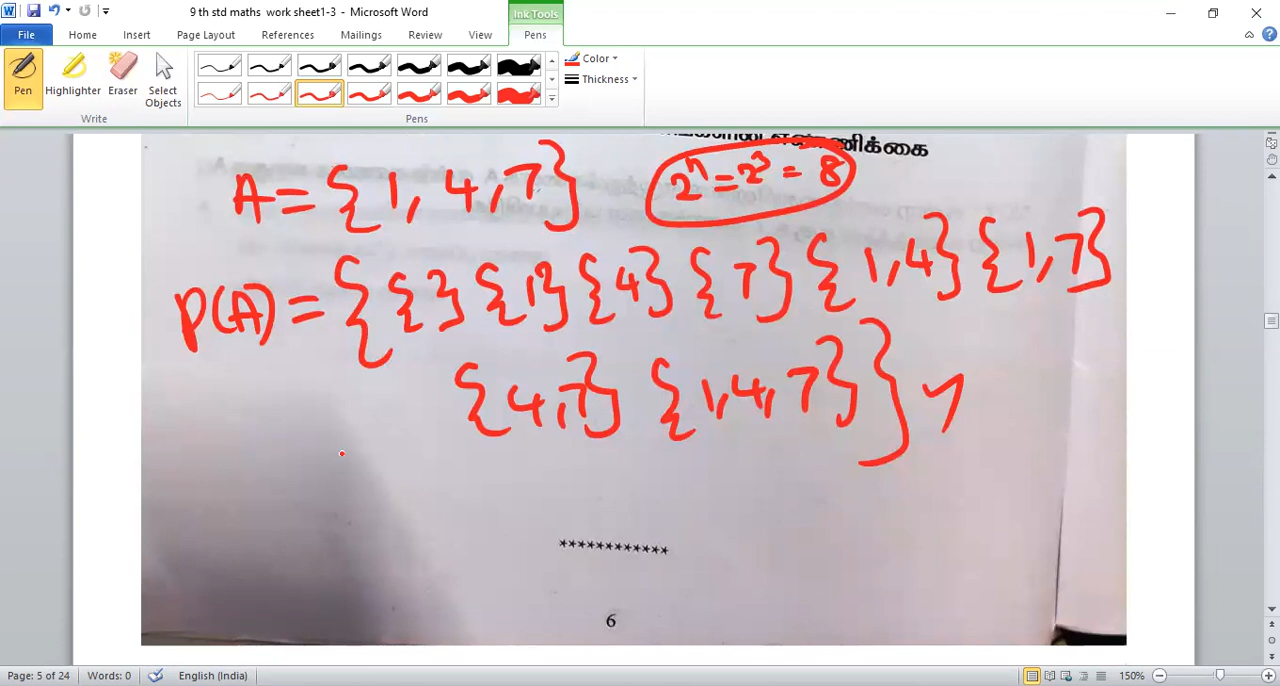 9 th std maths work sheet1-3 - Microsoft Word
Ink Tools
File Home Insert Page Layout References Mailings Review View Pens
Pen Highlighter Eraser Select Objects
Color
Thickness
Write Pens
எண்ணிக்கை
A = {1, 4, 7} 2ⁿ = 2³ = 8
P(A) = { { } {1} {4} {7} {1,4} {1,7}
{4,7} {1,4,7} }
************
6
Page: 5 of 24 Words: 0 English (India) 150%